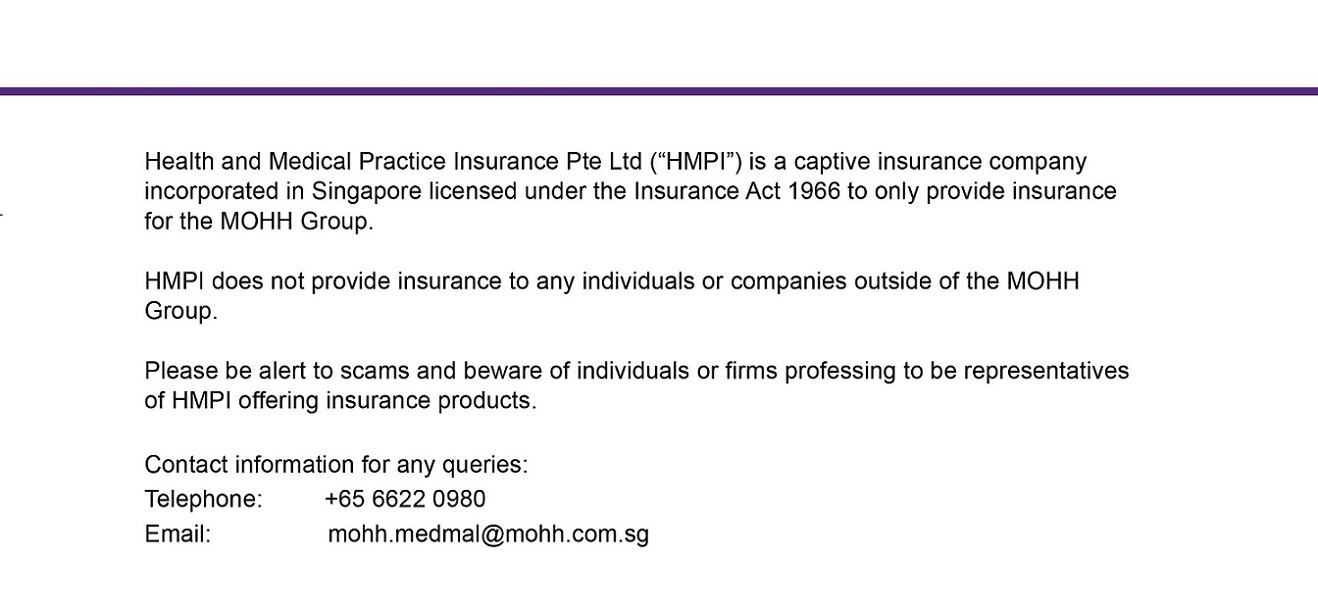 Health and Medical Practice Insurance Pte Ltd (“HMPI”) is a captive insurance company
incorporated in Singapore licensed under the Insurance Act 1966 to only provide insurance
for the MOHH Group.
HMPI does not provide insurance to any individuals or companies outside of the MOHH
Group.
Please be alert to scams and beware of individuals or firms professing to be representatives
of HMPI offering insurance products.
Contact information for any queries:
Telephone: +65 6622 0980
Email: mohh.medmal@mohh.com.sg